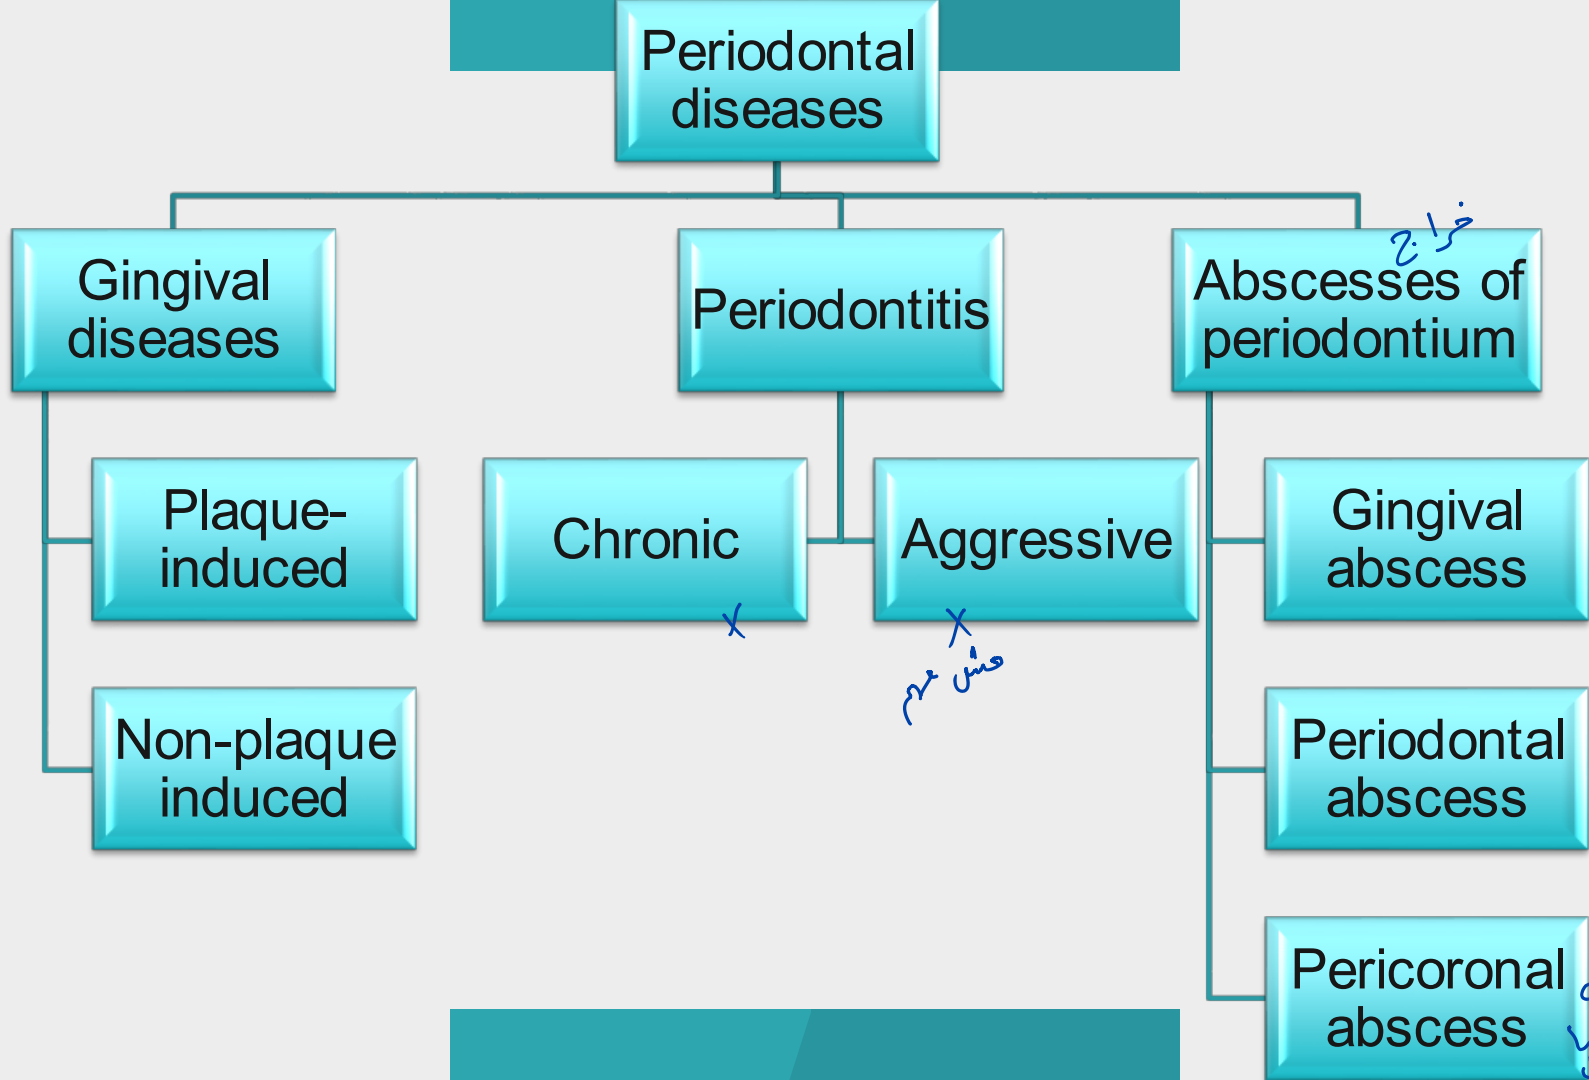 Periodontal
diseases
خراج
Gingival
diseases
Periodontitis
Abscesses of
periodontium
Plaque-
induced
Chronic
Aggressive
Gingival
abscess
X
X
مش
Non-plaque
induced
Periodontal
abscess
Pericoronal
abscess